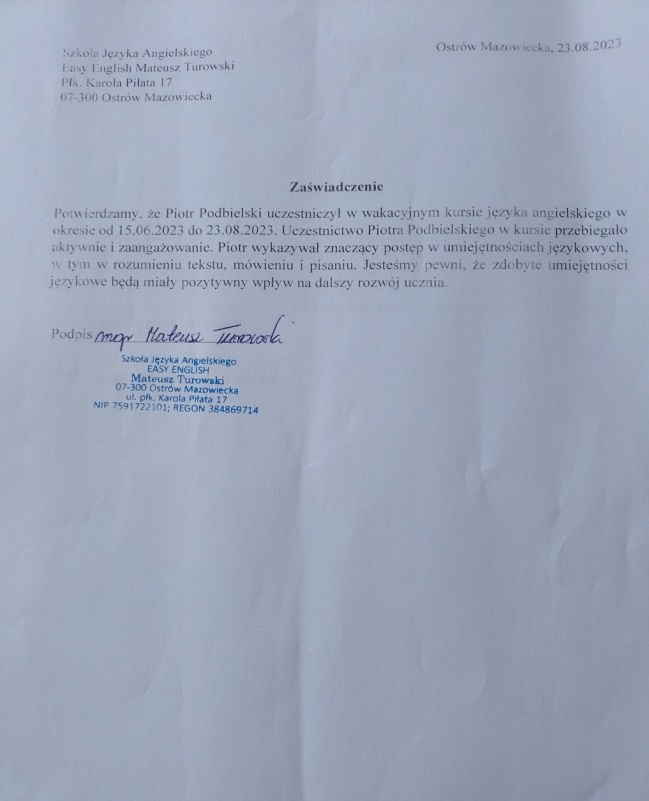 Szkoła Języka Angielskiego
Easy English Mateusz Turowski
Płk. Karola Piłata 17
07-300 Ostrów Mazowiecka
Ostrów Mazowiecka, 23.08.2023
Zaświadczenie
Potwierdzamy, że Piotr Podbielski uczestniczył w wakacyjnym kursie języka angielskiego w
okresie od 15.06.2023 do 23.08.2023. Uczestnictwo Piotra Podbielskiego w kursie przebiegało
aktywnie i zaangażowanie. Piotr wykazywał znaczący postęp w umiejętnościach językowych,
w tym w rozumieniu tekstu, mówieniu i pisaniu. Jesteśmy pewni, że zdobyte umiejętności
językowe będą miały pozytywny wpływ na dalszy rozwój ucznia.
Podpis mgr Mateusz Turowski
Szkoła Języka Angielskiego
EASY ENGLISH
Mateusz Turowski
07-300 Ostrów Mazowiecka
ul. płk. Karola Piłata 17
NIP 7591722101; REGON 384869714